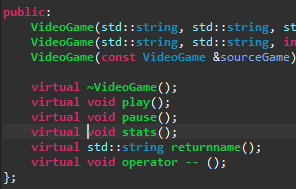 public:
VideoGame(std::string, std::string, st
VideoGame(std::string, std::string, in
VideoGame(const VideoGame &sourceGame)
virtual ~VideoGame();
virtual void play();
virtual void pause();
virtual void stats();
virtual std::string returnname();
virtual void operator -- ();
};